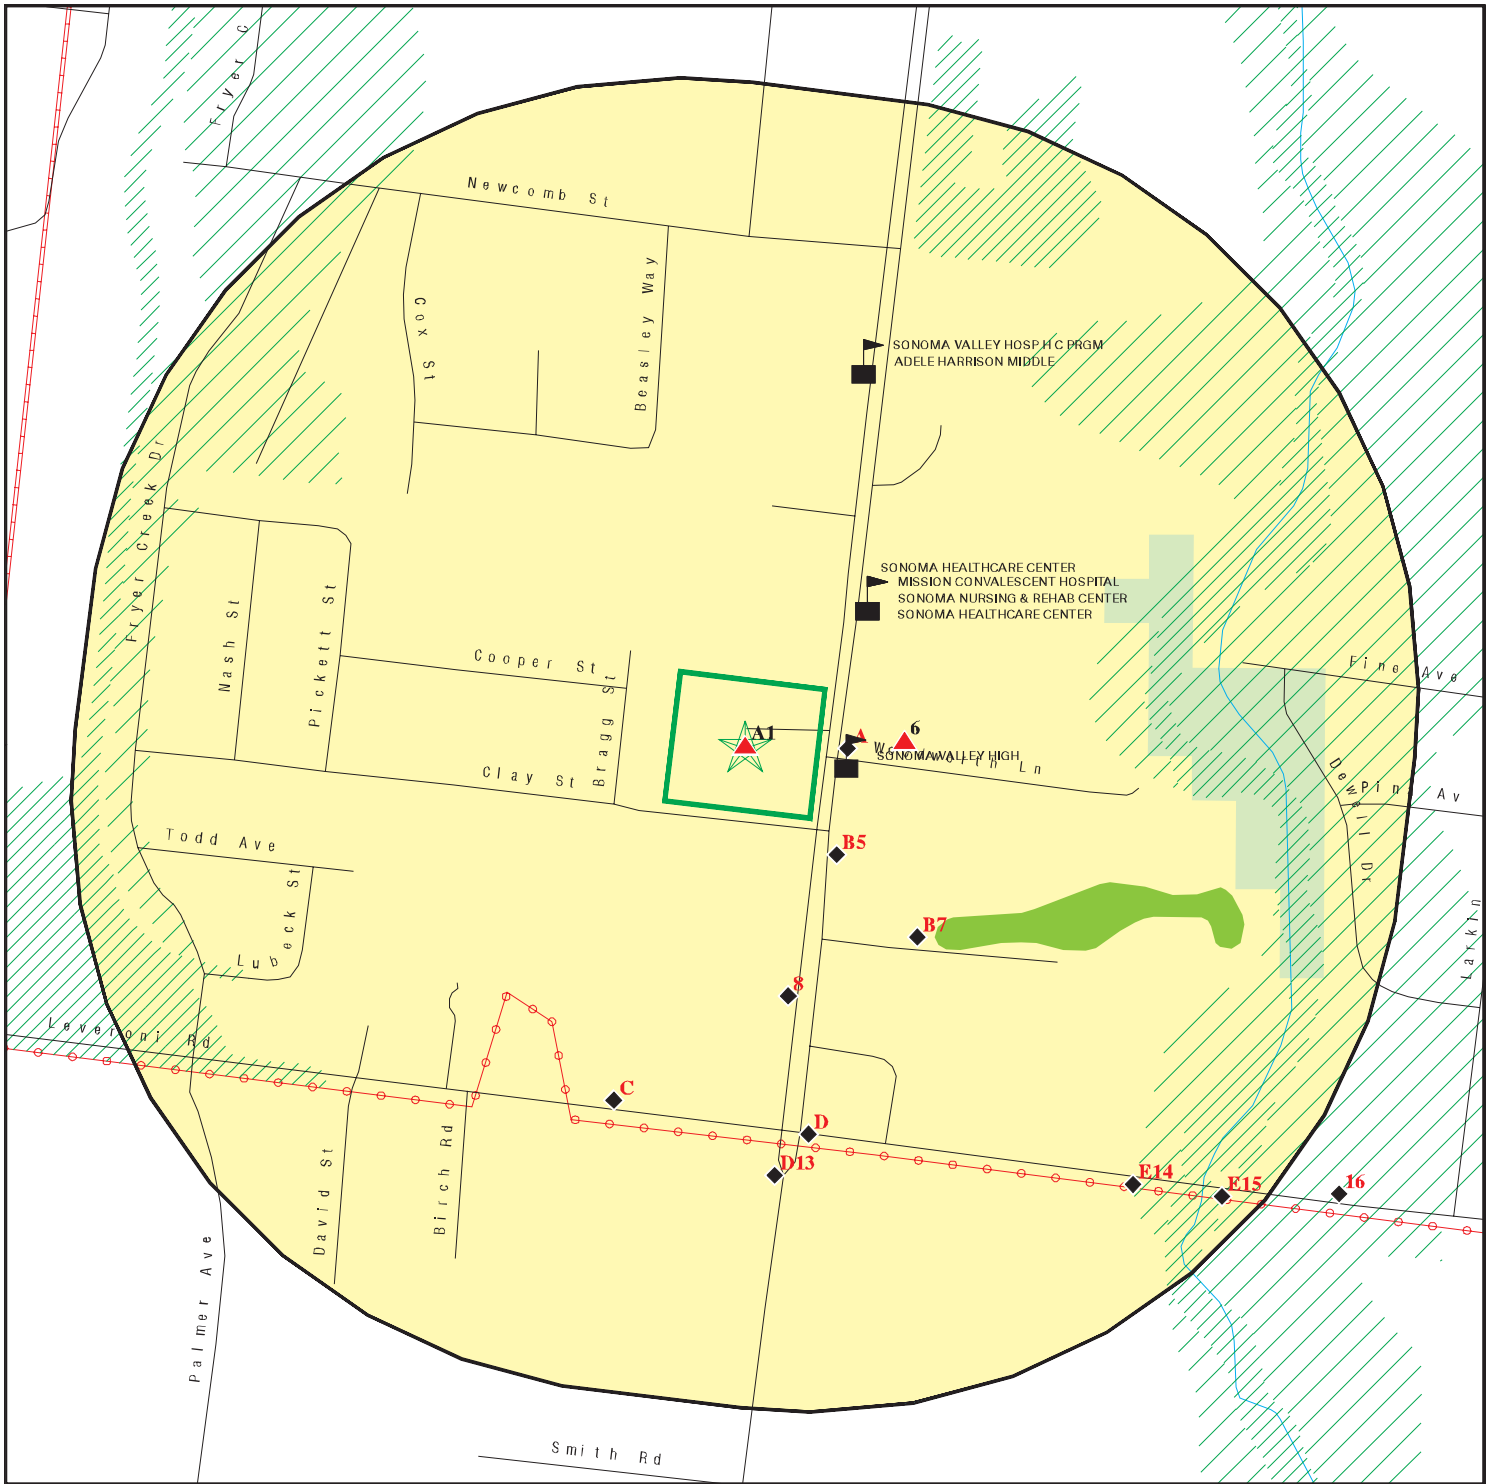 Fryer C
Newcomb St
Cox St
Beasley Way
SONOMA VALLEY HOSP H C PRGM
ADELE HARRISON MIDDLE
Fryer Creek Dr
Nash St
Pickett St
SONOMA HEALTHCARE CENTER
MISSION CONVALESCENT HOSPITAL
SONOMA NURSING & REHAB CENTER
SONOMA HEALTHCARE CENTER
Cooper St
Bragg St
Fine Ave
A1
A
6
SONOMA VALLEY HIGH
Ln
Clay St
Dewell Dr
Pin Av
Todd Ave
B5
Lubeck St
B7
Larkin
8
Leveroni Rd
C
D
D13
E14
E15
16
David St
Birch Rd
Palmer Ave
Smith Rd